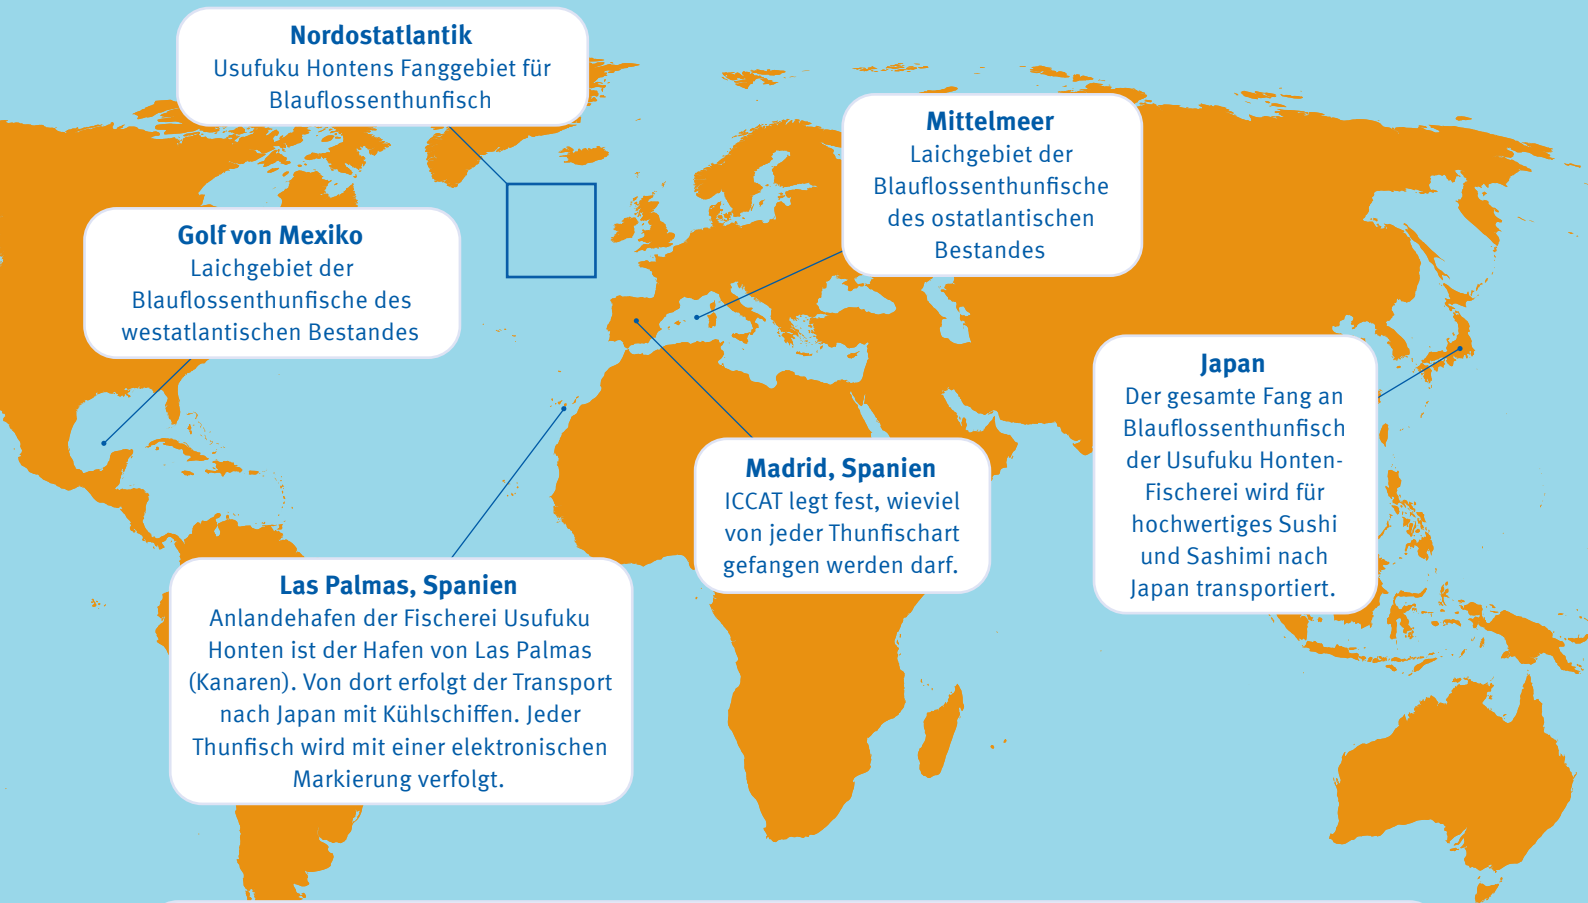 Nordostatlantik
Usufuku Hontens Fanggebiet für
Blauflossenthunfisch
Mittelmeer
Laichgebiet der
Blauflossenthunfische
des ostatlantischen
Bestandes
Golf von Mexiko
Laichgebiet der
Blauflossenthunfische des
westatlantischen Bestandes
Japan
Der gesamte Fang an
Blauflossenthunfisch
der Usufuku Honten-
Fischerei wird für
hochwertiges Sushi
und Sashimi nach
Japan transportiert.
Madrid, Spanien
ICCAT legt fest, wieviel
von jeder Thunfischart
gefangen werden darf.
Las Palmas, Spanien
Anlandehafen der Fischerei Usufuku
Honten ist der Hafen von Las Palmas
(Kanaren). Von dort erfolgt der Transport
nach Japan mit Kühlschiffen. Jeder
Thunfisch wird mit einer elektronischen
Markierung verfolgt.